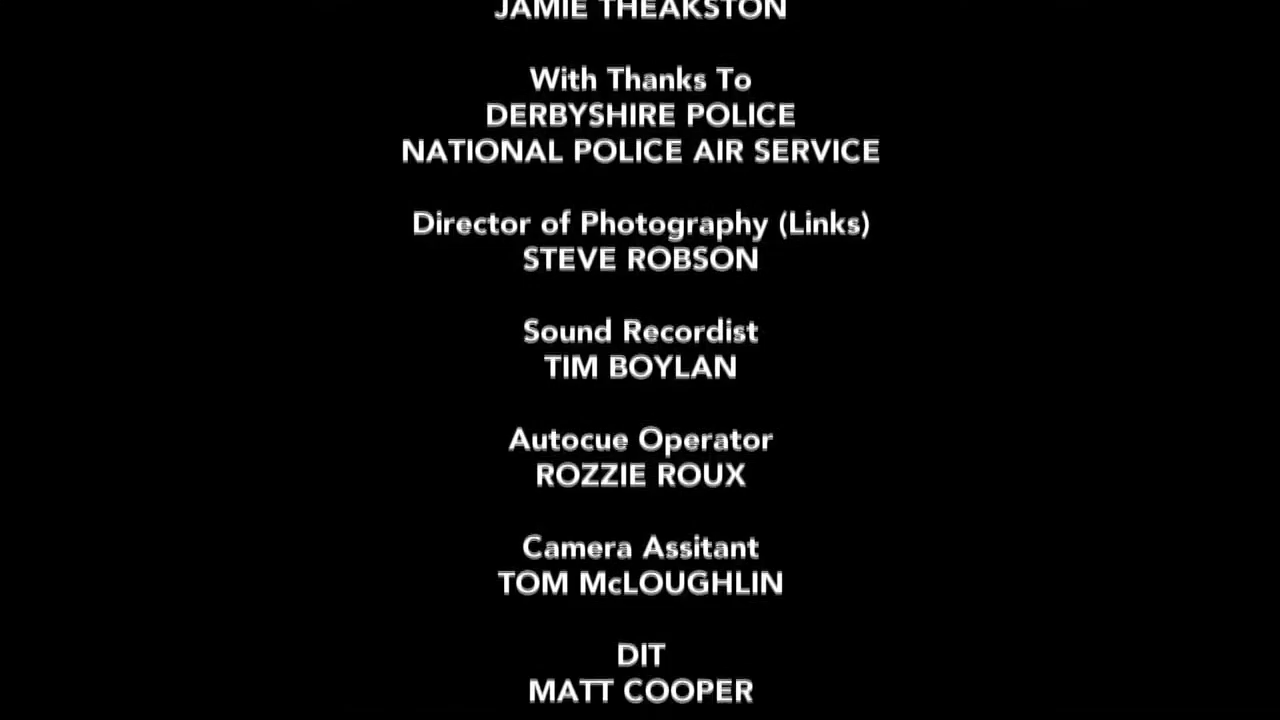 JAMIE THEAKSTON
With Thanks To
DERBYSHIRE POLICE
NATIONAL POLICE AIR SERVICE
Director of Photography (Links)
STEVE ROBSON
Sound Recordist
TIM BOYLAN
Autocue Operator
ROZZIE ROUX
Camera Assitant
TOM McLOUGHLIN
DIT
MATT COOPER